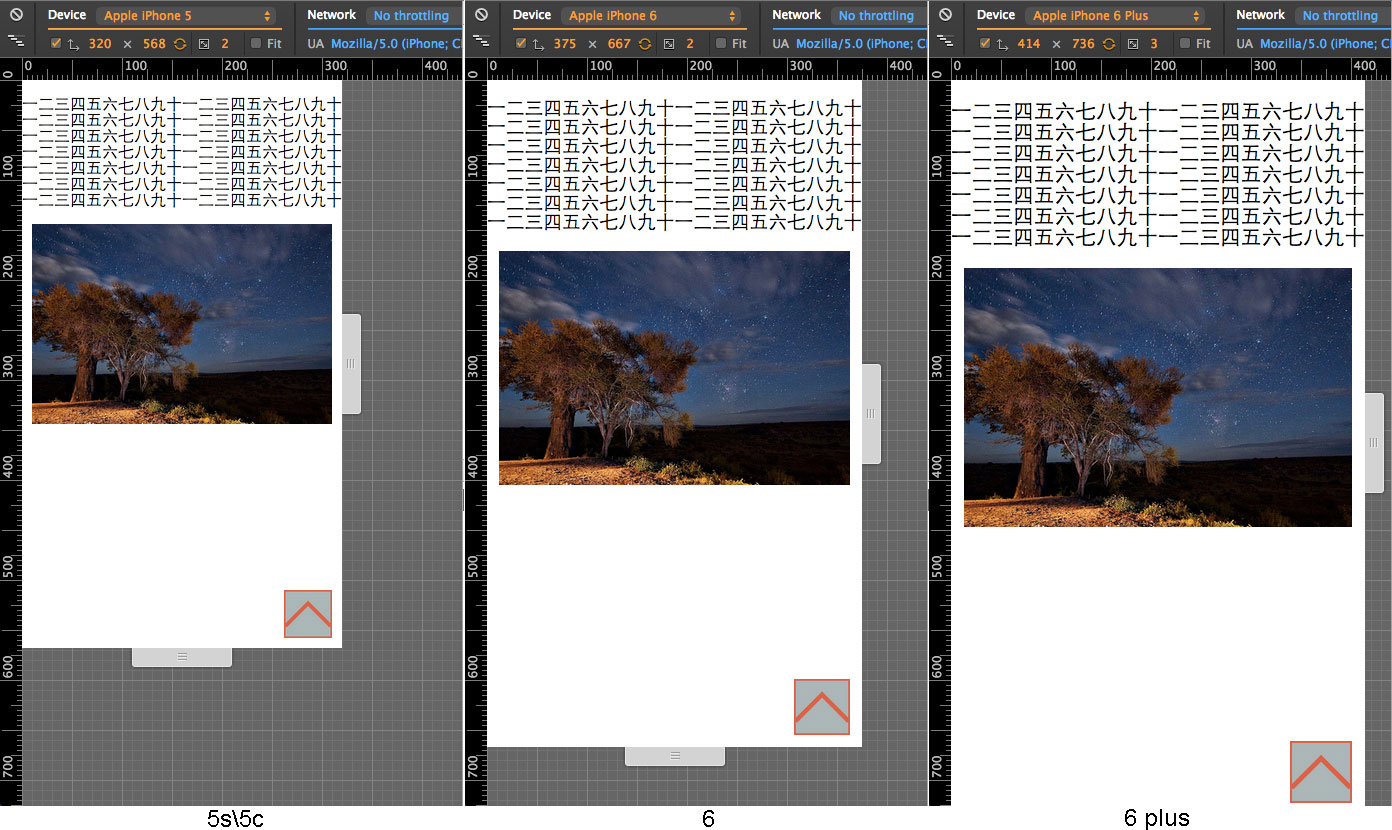 Device Apple iPhone 5 Network No throttling
320 × 568 2 Fit UA Mozilla/5.0 (iPhone; C
0 100 200 300 400
0
100
200
300
400
500
600
700
一二三四五六七八九十一二三四五六七八九十
一二三四五六七八九十一二三四五六七八九十
一二三四五六七八九十一二三四五六七八九十
一二三四五六七八九十一二三四五六七八九十
一二三四五六七八九十一二三四五六七八九十
一二三四五六七八九十一二三四五六七八九十
一二三四五六七八九十一二三四五六七八九十
5s\5c
Device Apple iPhone 6 Network No throttling
375 × 667 2 Fit UA Mozilla/5.0 (iPhone; C
0 100 200 300 400
0
100
200
300
400
500
600
700
一二三四五六七八九十一二三四五六七八九十
一二三四五六七八九十一二三四五六七八九十
一二三四五六七八九十一二三四五六七八九十
一二三四五六七八九十一二三四五六七八九十
一二三四五六七八九十一二三四五六七八九十
一二三四五六七八九十一二三四五六七八九十
一二三四五六七八九十一二三四五六七八九十
6
Device Apple iPhone 6 Plus Network No throttling
414 × 736 3 Fit UA Mozilla/5.0 (iPhone; C
0 100 200 300 400
0
100
200
300
400
500
600
700
一二三四五六七八九十一二三四五六七八九十
一二三四五六七八九十一二三四五六七八九十
一二三四五六七八九十一二三四五六七八九十
一二三四五六七八九十一二三四五六七八九十
一二三四五六七八九十一二三四五六七八九十
一二三四五六七八九十一二三四五六七八九十
一二三四五六七八九十一二三四五六七八九十
6 plus